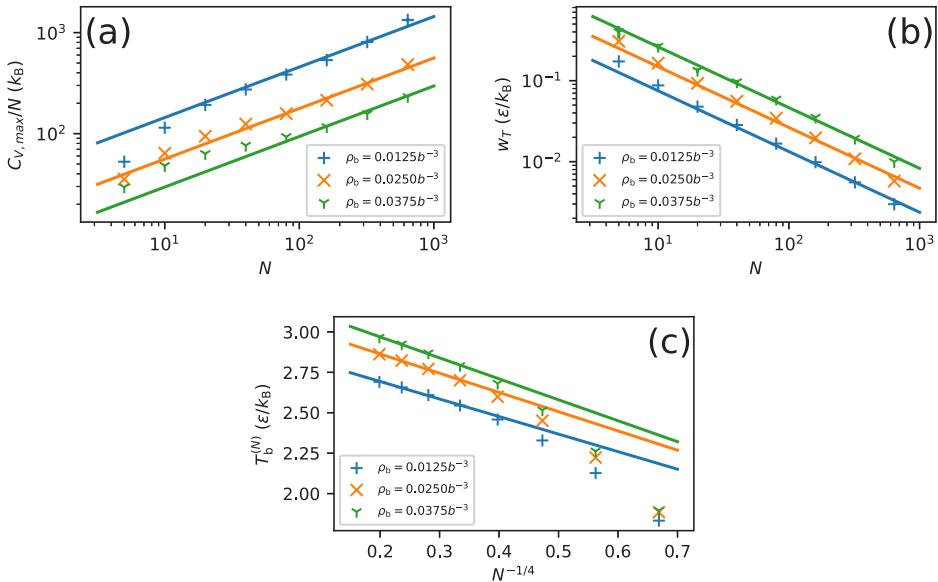 (a)
10³
10²
C_{V,max}/N (k_B)
ρ_b = 0.0125b⁻³
ρ_b = 0.0250b⁻³
ρ_b = 0.0375b⁻³
10¹ 10² 10³
N
(b)
10⁻¹
10⁻²
w_T (ε/k_B)
ρ_b = 0.0125b⁻³
ρ_b = 0.0250b⁻³
ρ_b = 0.0375b⁻³
10¹ 10² 10³
N
(c)
3.00
2.75
2.50
2.25
2.00
T_b^{(N)} (ε/k_B)
ρ_b = 0.0125b⁻³
ρ_b = 0.0250b⁻³
ρ_b = 0.0375b⁻³
0.2 0.3 0.4 0.5 0.6 0.7
N^{−1/4}